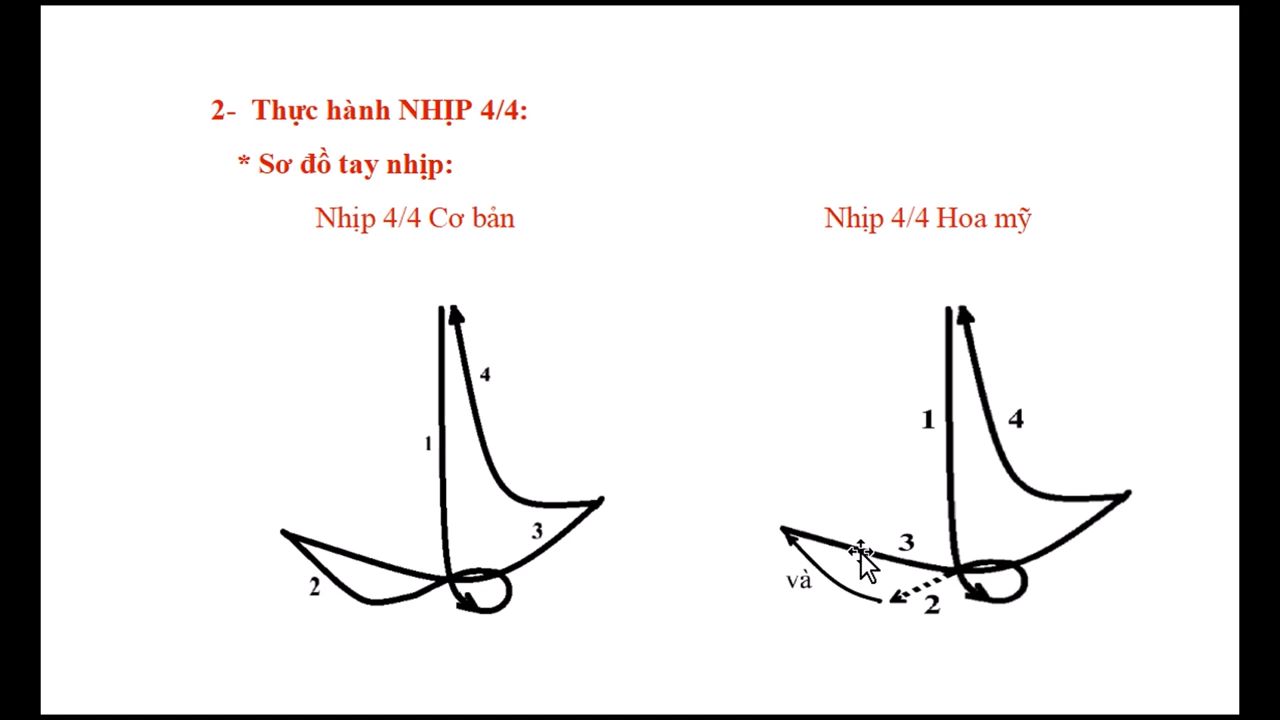 2- Thực hành NHỊP 4/4:
* Sơ đồ tay nhịp:
Nhịp 4/4 Cơ bản
Nhịp 4/4 Hoa mỹ
4
1
3
2
1
4
3
và
2